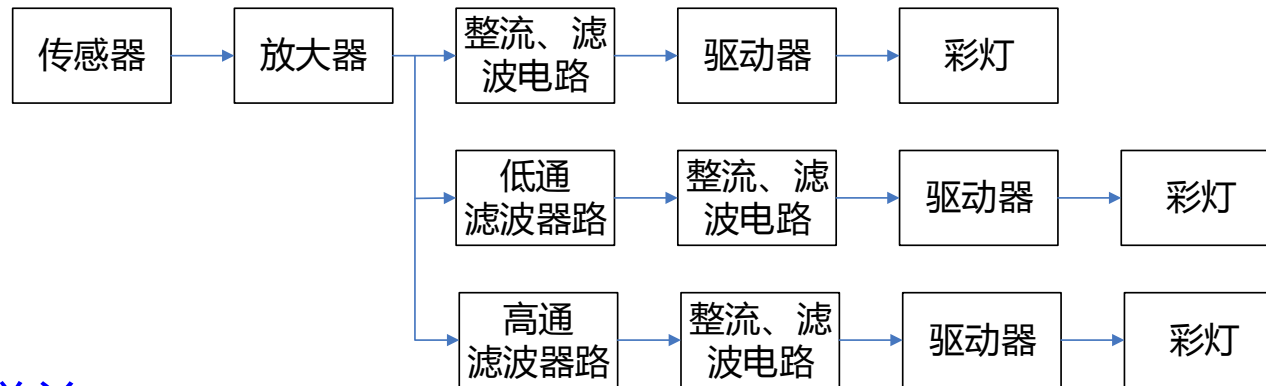 传感器
放大器
整流、滤
波电路
驱动器
彩灯
低通
滤波器路
整流、滤
波电路
驱动器
彩灯
高通
滤波器路
整流、滤
波电路
驱动器
彩灯